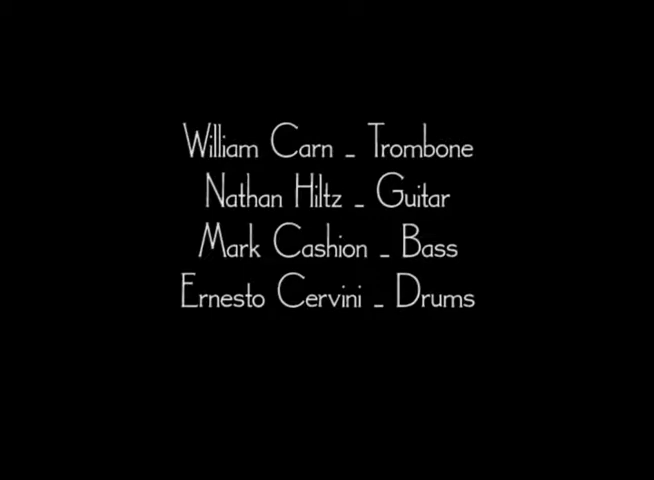 William Carn - Trombone
Nathan Hiltz - Guitar
Mark Cashion - Bass
Ernesto Cervini - Drums